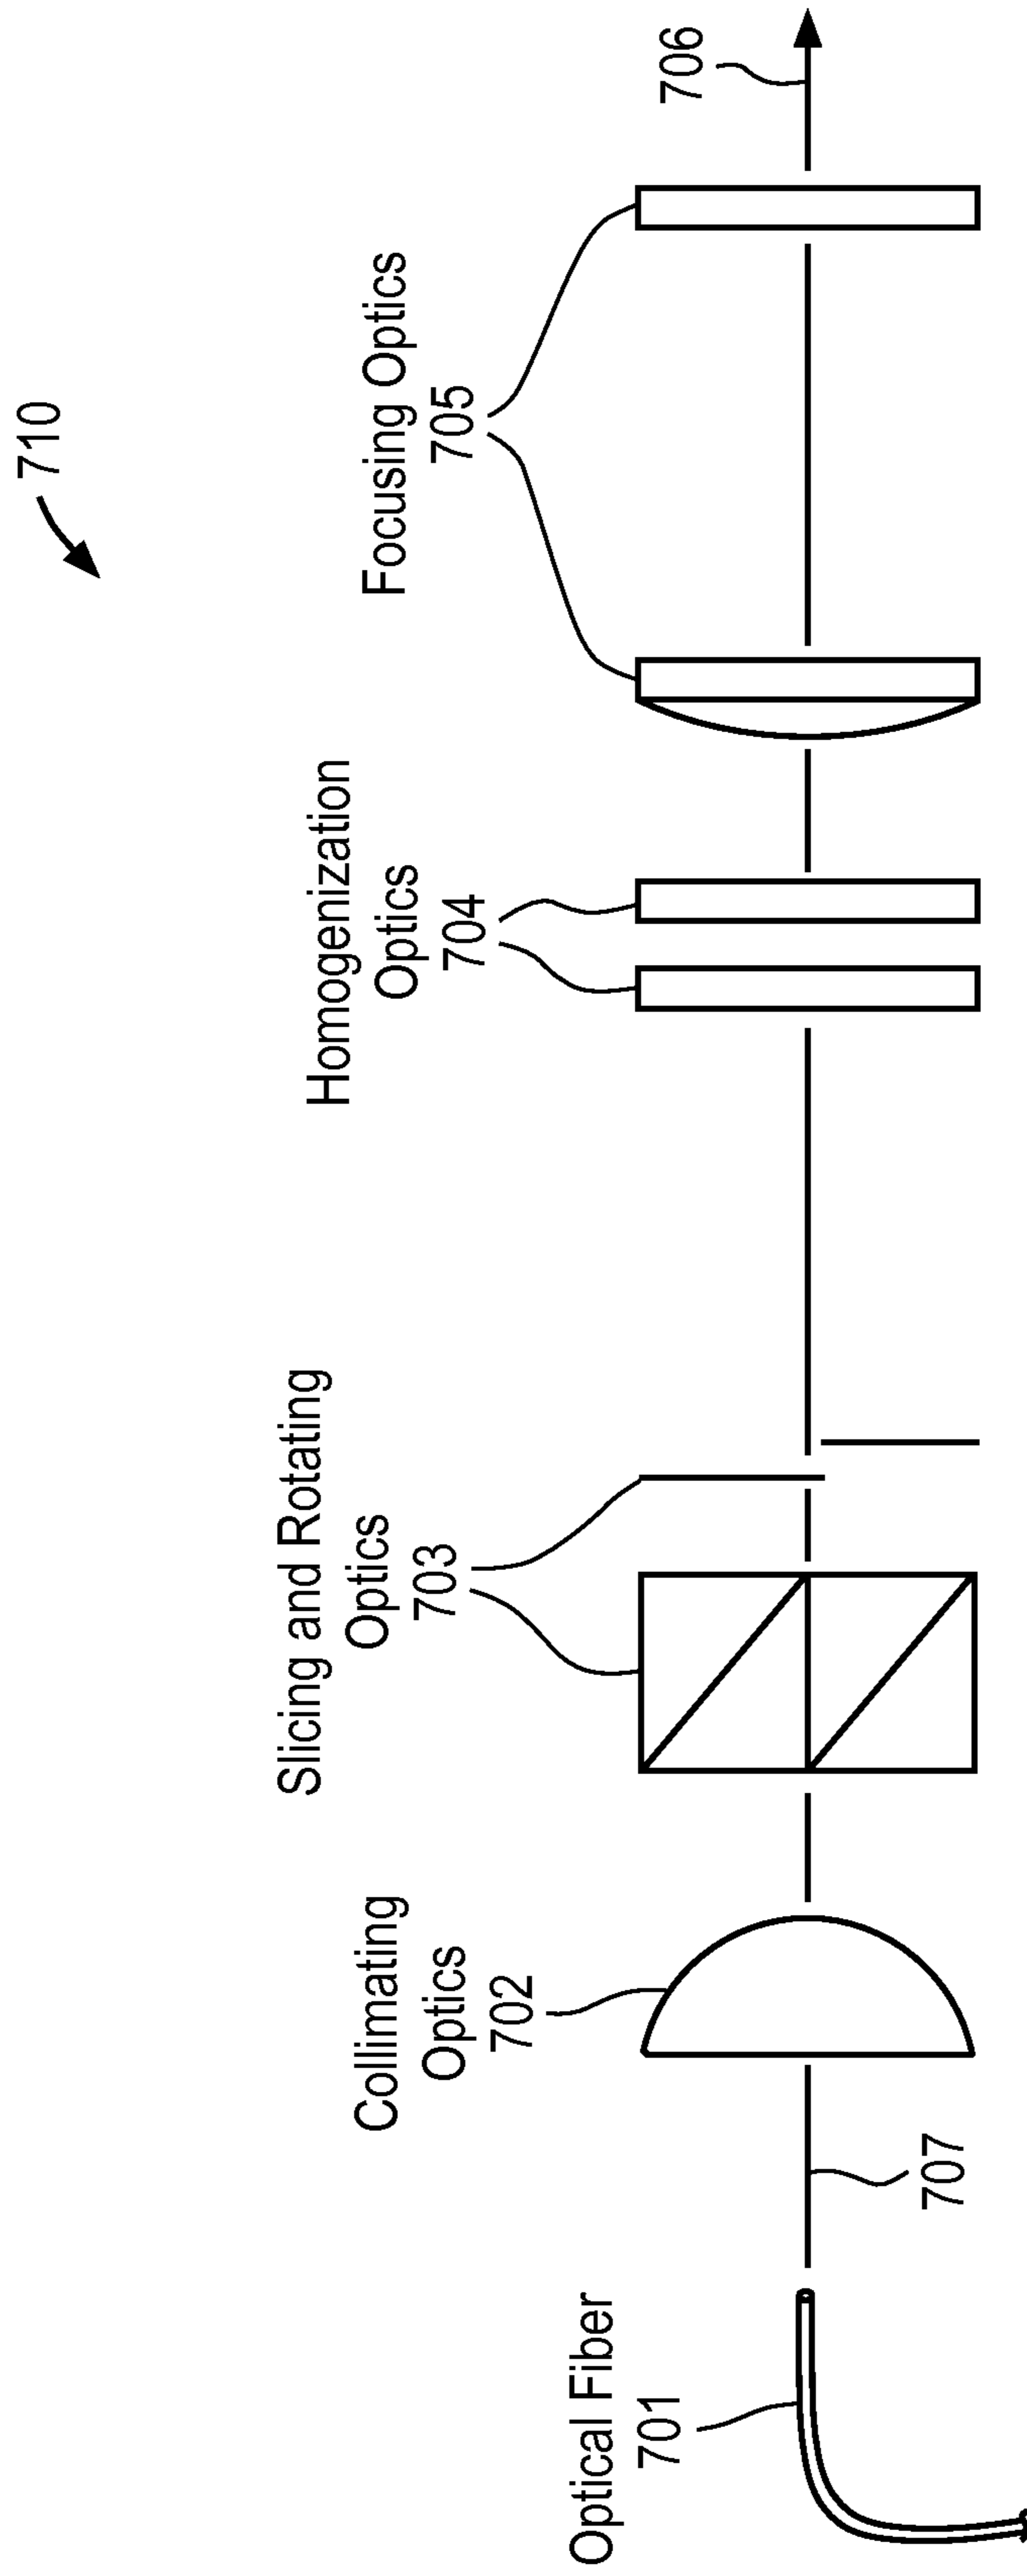 710
Optical Fiber
701
707
Collimating
Optics
702
Slicing and Rotating
Optics
703
Homogenization
Optics
704
Focusing Optics
705
706